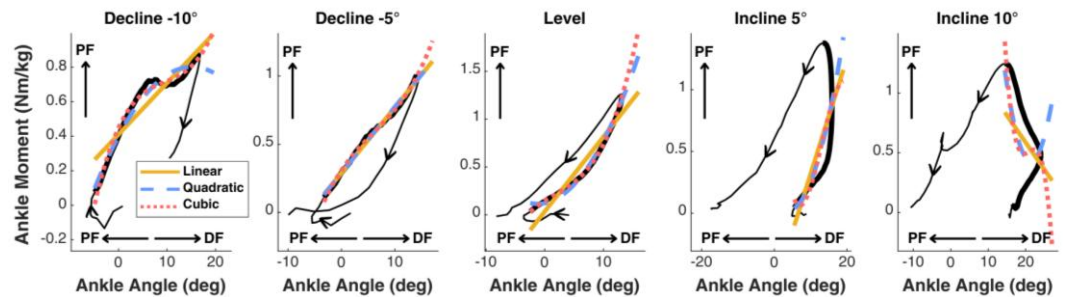 Decline -10° Decline -5° Level Incline 5° Incline 10°
Ankle Moment (Nm/kg)
PF PF PF PF PF
0.8
0.6
0.4
0.2
0
-0.2
1
0.5
0
1.5
1
0.5
0
1
0.5
0
1
0.5
0
Linear
Quadratic
Cubic
PF DF PF DF PF DF PF DF PF DF
0 10 20 -10 0 10 -10 0 10 -20 0 20 -10 0 10 20
Ankle Angle (deg) Ankle Angle (deg) Ankle Angle (deg) Ankle Angle (deg) Ankle Angle (deg)